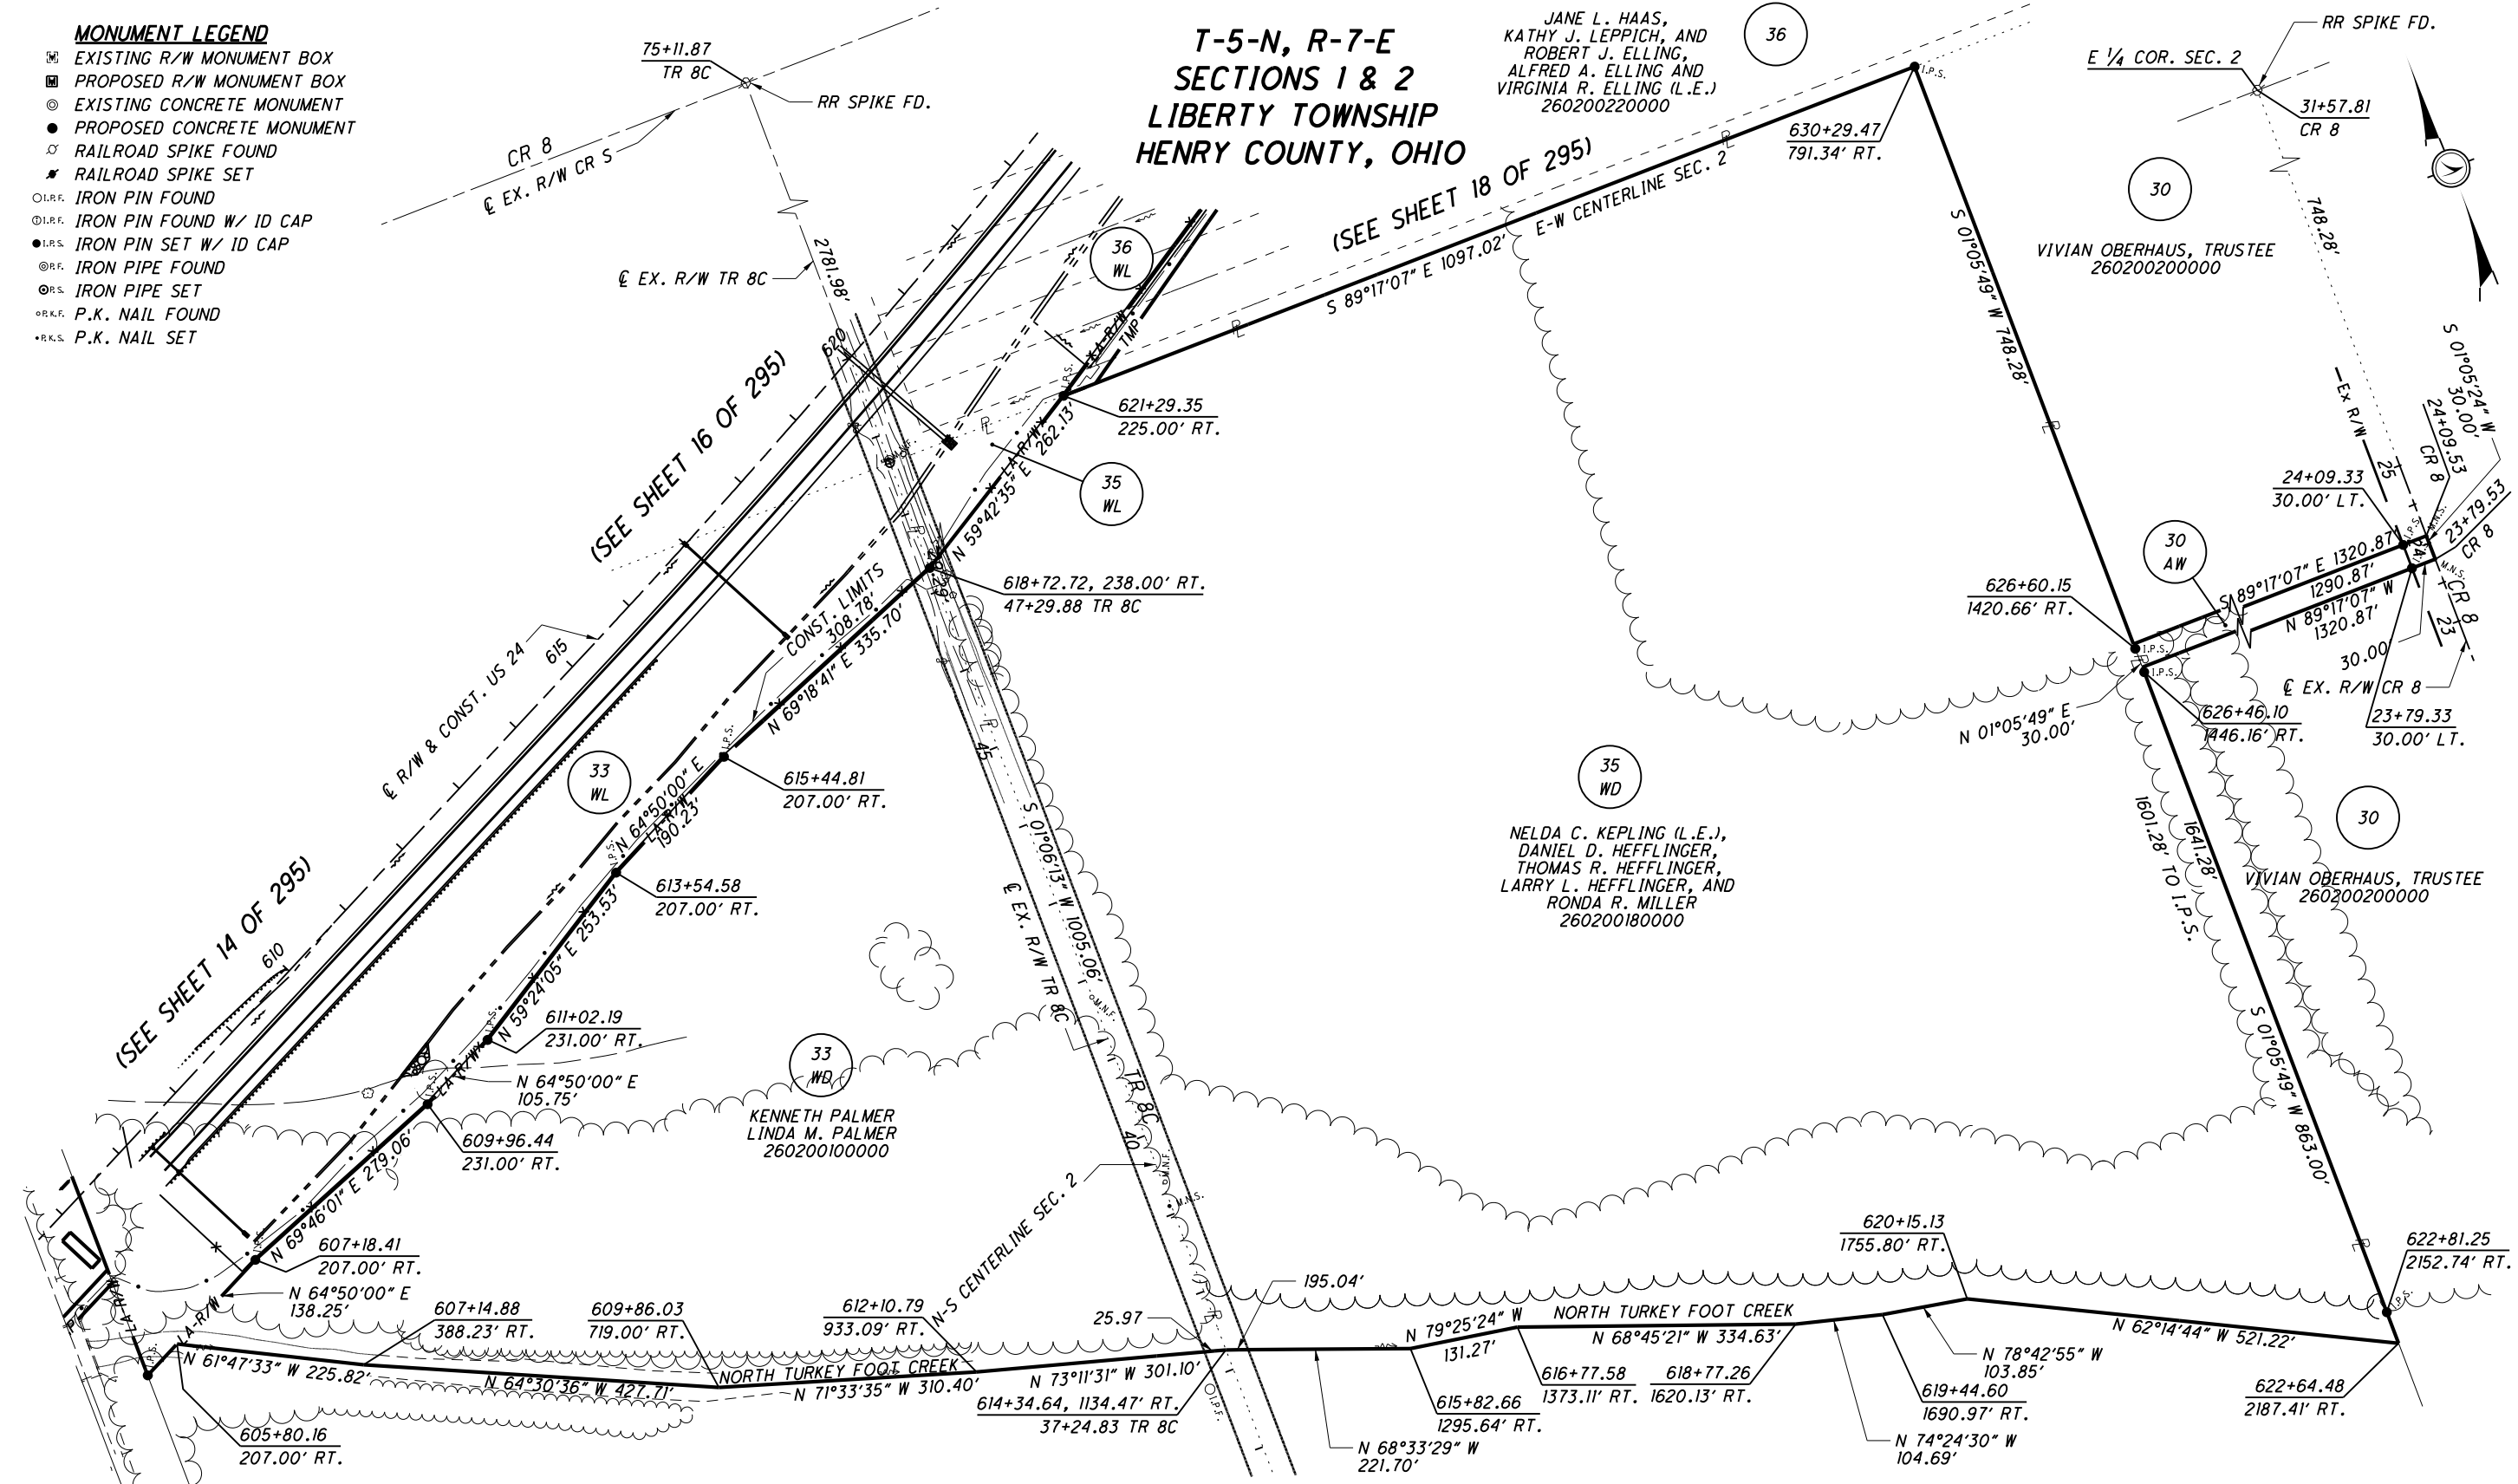 MONUMENT LEGEND
EXISTING R/W MONUMENT BOX
PROPOSED R/W MONUMENT BOX
EXISTING CONCRETE MONUMENT
PROPOSED CONCRETE MONUMENT
RAILROAD SPIKE FOUND
RAILROAD SPIKE SET
I.P.F. IRON PIN FOUND
I.P.F. IRON PIN FOUND W/ ID CAP
I.P.S. IRON PIN SET W/ ID CAP
P.F. IRON PIPE FOUND
P.S. IRON PIPE SET
P.K.F. P.K. NAIL FOUND
P.K.S. P.K. NAIL SET
75+11.87
TR 8C
RR SPIKE FD.
CR 8
℄ EX. R/W CR S
2781.98'
℄ EX. R/W TR 8C
T-5-N, R-7-E
SECTIONS 1 & 2
LIBERTY TOWNSHIP
HENRY COUNTY, OHIO
JANE L. HAAS,
KATHY J. LEPPICH, AND
ROBERT J. ELLING,
ALFRED A. ELLING AND
VIRGINIA R. ELLING (L.E.)
260200220000
36
I.P.S.
630+29.47
791.34' RT.
E ¼ COR. SEC. 2
RR SPIKE FD.
31+57.81
CR 8
30
VIVIAN OBERHAUS, TRUSTEE
260200200000
748.28'
(SEE SHEET 18 OF 295)
E-W CENTERLINE SEC. 2
S 89°17'07" E 1097.02'
S 01°05'49" W 748.28'
36
WL
LA-R/W
TMP
620
(SEE SHEET 16 OF 295)
621+29.35
225.00' RT.
LA-R/W
N 59°42'35" E 262.13'
35
WL
618+72.72, 238.00' RT.
47+29.88 TR 8C
S 01°05'24" W
30.00'
24+09.53
CR 8
Ex R/W
25
24+09.33
30.00' LT.
23+79.53
CR 8
I.P.S.
M.N.S.
M.N.S.
30
AW
S 89°17'07" E 1320.87'
1290.87'
N 89°17'07" W
1320.87'
CR 8
23
30.00'
℄ EX. R/W CR 8
626+60.15
1420.66' RT.
I.P.S.
I.P.S.
626+46.10
1446.16' RT.
23+79.33
30.00' LT.
N 01°05'49" E
30.00'
CONST. LIMITS
308.78'
N 69°18'41" E 335.70'
℄ R/W & CONST. US 24
615
33
WL
I.P.S.
615+44.81
207.00' RT.
N 64°50'00" E
LA-R/W
190.23'
I.P.S.
613+54.58
207.00' RT.
45
S 01°06'13" W 1005.06'
℄ EX. R/W TR 8C
35
WD
NELDA C. KEPLING (L.E.),
DANIEL D. HEFFLINGER,
THOMAS R. HEFFLINGER,
LARRY L. HEFFLINGER, AND
RONDA R. MILLER
260200180000
30
VIVIAN OBERHAUS, TRUSTEE
260200200000
1641.28'
1601.28' TO I.P.S.
S 01°05'49" W 863.00'
(SEE SHEET 14 OF 295)
610
N 59°24'05" E 253.53'
I.P.S.
611+02.19
231.00' RT.
LA-R/W
N 64°50'00" E
105.75'
I.P.S.
609+96.44
231.00' RT.
N 69°46'01" E 279.06'
33
WD
KENNETH PALMER
LINDA M. PALMER
260200100000
M.N.F.
TR 8C
40
M.N.F.
M.N.S.
N-S CENTERLINE SEC. 2
607+18.41
207.00' RT.
N 64°50'00" E
138.25'
LA-R/W
LA-R/W
I.P.S.
607+14.88
388.23' RT.
609+86.03
719.00' RT.
612+10.79
933.09' RT.
25.97
195.04'
N 61°47'33" W 225.82'
N 64°30'36" W 427.71'
NORTH TURKEY FOOT CREEK
N 71°33'35" W 310.40'
N 73°11'31" W 301.10'
605+80.16
207.00' RT.
614+34.64, 1134.47' RT.
37+24.83 TR 8C
I.P.F.
N 68°33'29" W
221.70'
N 79°25'24" W
131.27'
615+82.66
1295.64' RT.
NORTH TURKEY FOOT CREEK
N 68°45'21" W 334.63'
616+77.58
1373.11' RT.
618+77.26
1620.13' RT.
620+15.13
1755.80' RT.
N 78°42'55" W
103.85'
619+44.60
1690.97' RT.
N 74°24'30" W
104.69'
N 62°14'44" W 521.22'
622+81.25
2152.74' RT.
I.P.S.
622+64.48
2187.41' RT.